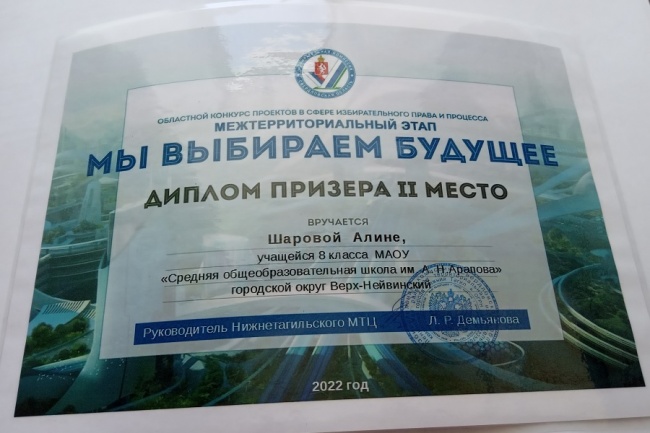 ОБЛАСТНОЙ КОНКУРС ПРОЕКТОВ В СФЕРЕ ИЗБИРАТЕЛЬНОГО ПРАВА И ПРОЦЕССА
МЕЖТЕРРИТОРИАЛЬНЫЙ ЭТАП
МЫ ВЫБИРАЕМ БУДУЩЕЕ
ДИПЛОМ ПРИЗЕРА II МЕСТО
ВРУЧАЕТСЯ
Шаровой Алине,
учащейся 8 класса МАОУ
«Средняя общеобразовательная школа им. А. Н.Арапова»
городской округ Верх-Нейвинский
Руководитель Нижнетагильского МТЦ Л. Р. Демьянова
2022 год